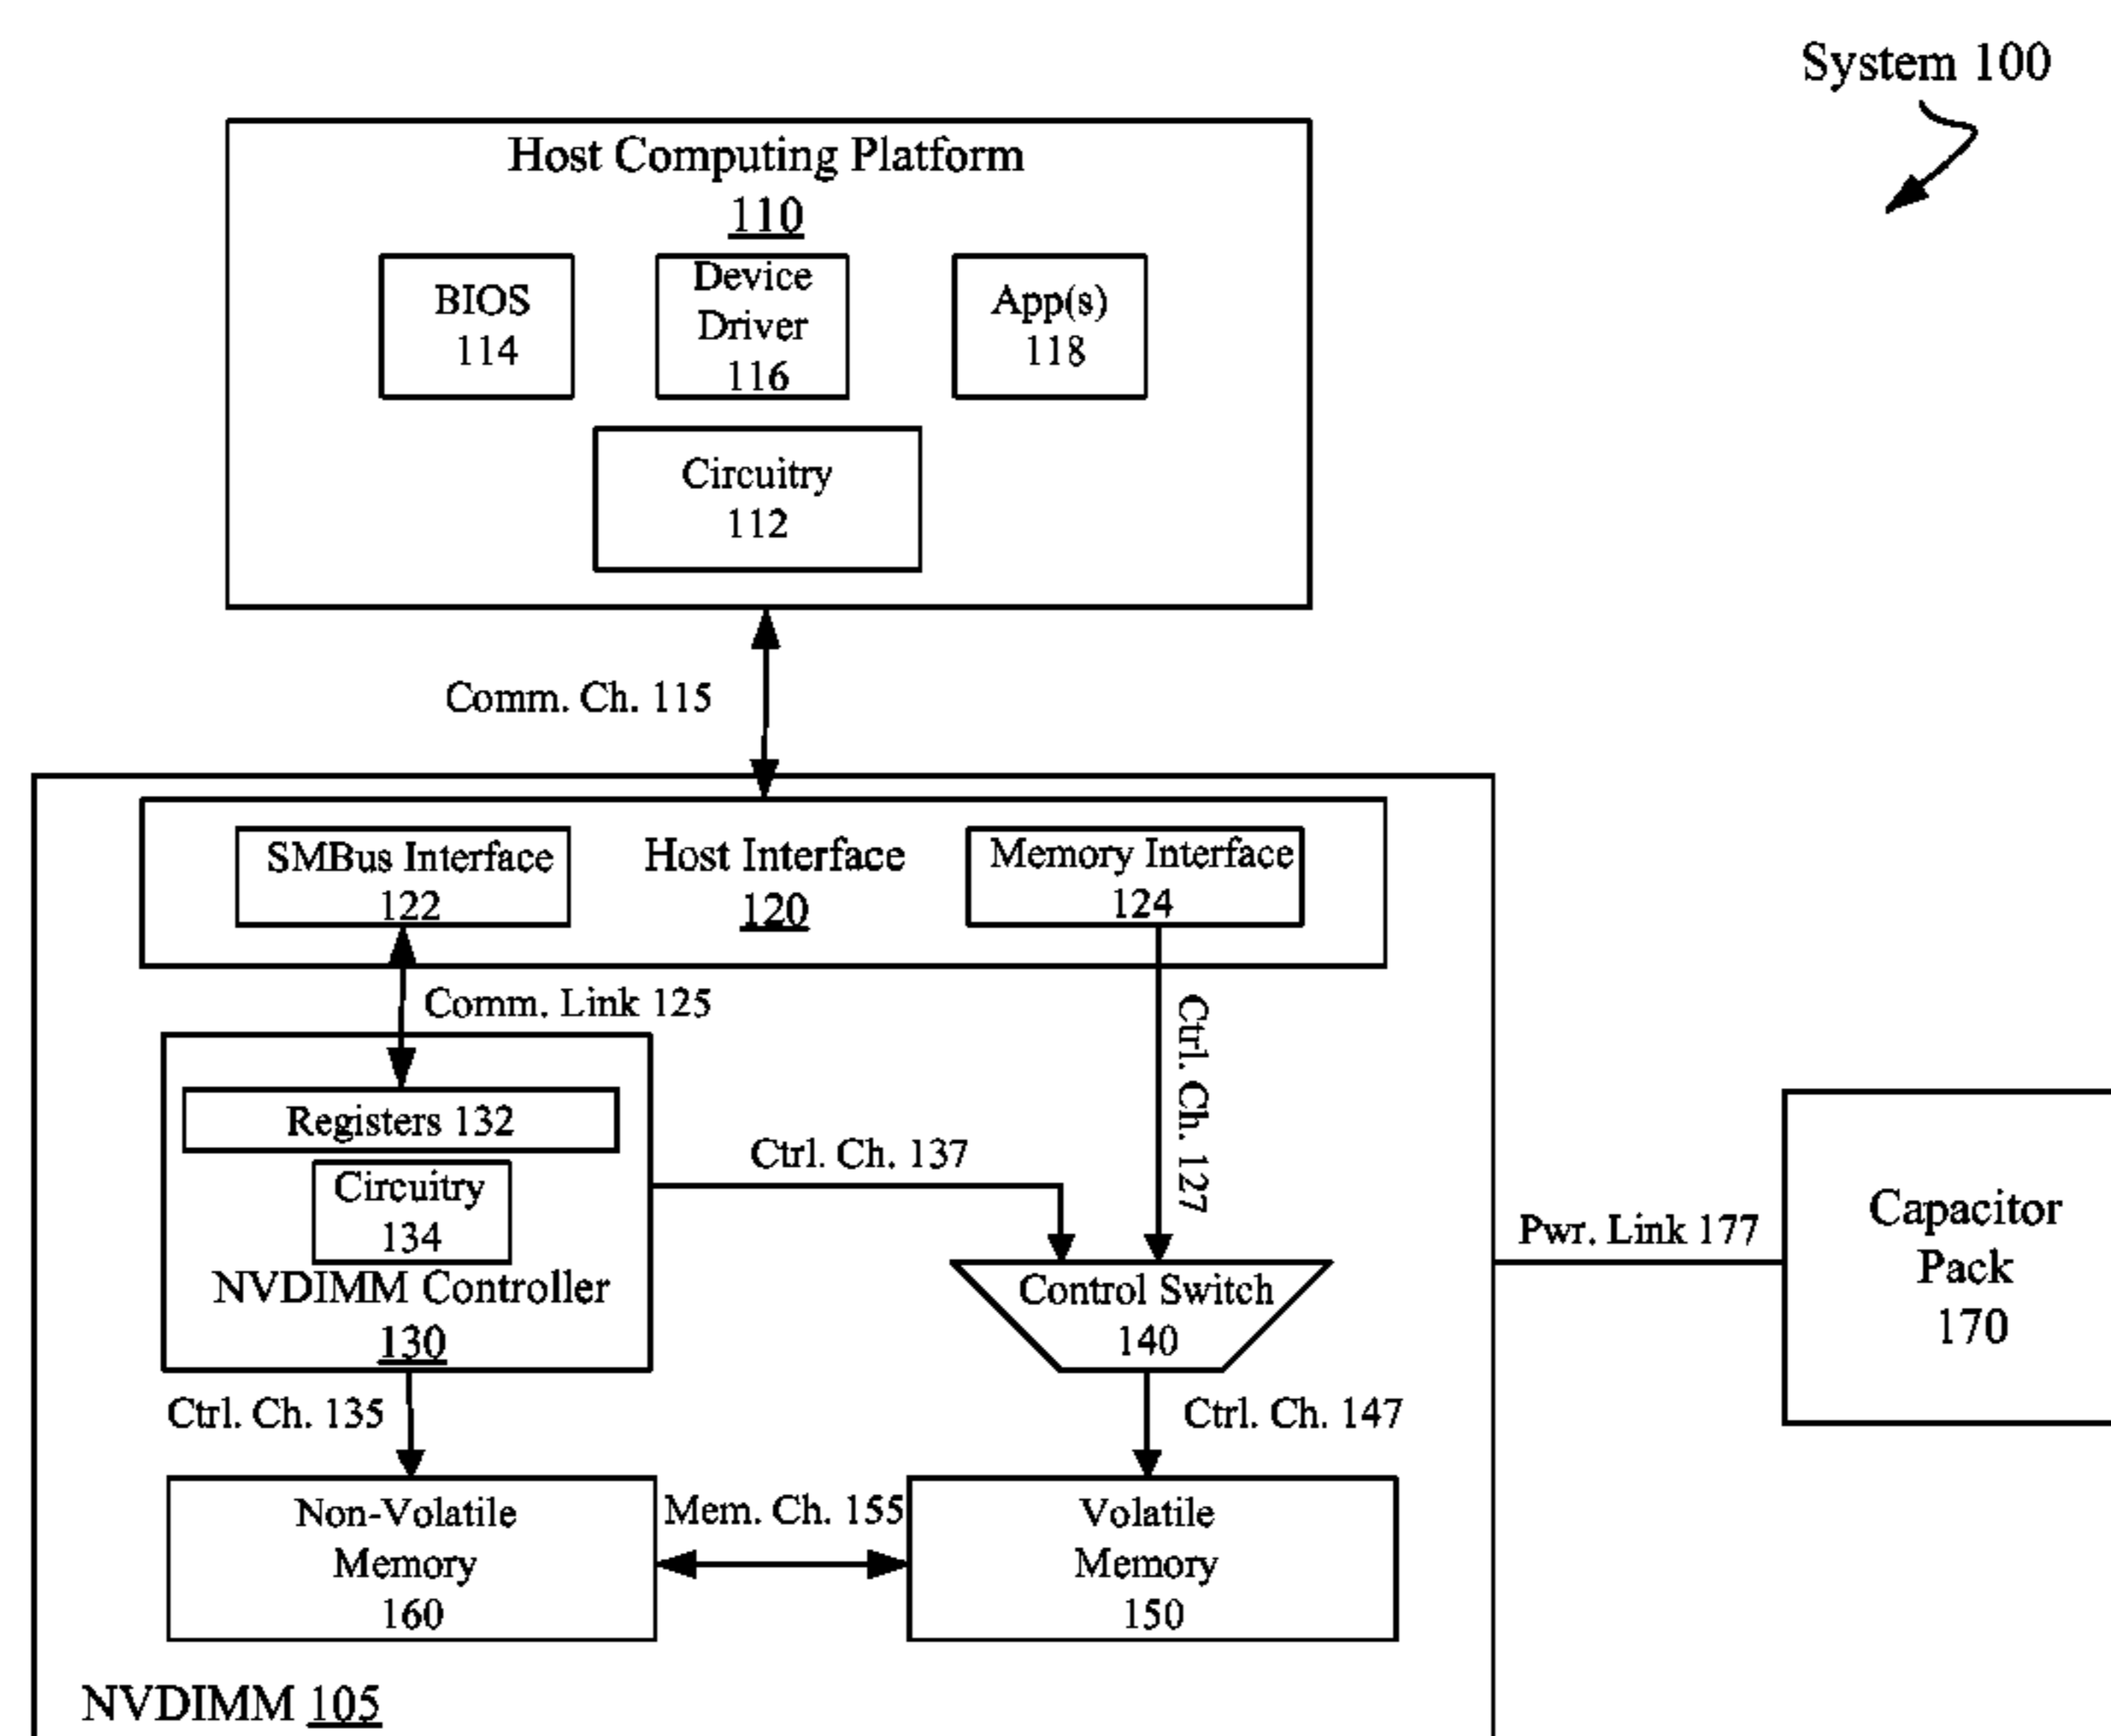 System 100
Host Computing Platform
110
BIOS
114
Device
Driver
116
App(s)
118
Circuitry
112
Comm. Ch. 115
SMBus Interface
122
Host Interface
120
Memory Interface
124
Comm. Link 125
Ctrl. Ch. 127
Registers 132
Circuitry
134
NVDIMM Controller
130
Ctrl. Ch. 137
Control Switch
140
Pwr. Link 177
Capacitor
Pack
170
Ctrl. Ch. 135
Ctrl. Ch. 147
Non-Volatile
Memory
160
Mem. Ch. 155
Volatile
Memory
150
NVDIMM 105